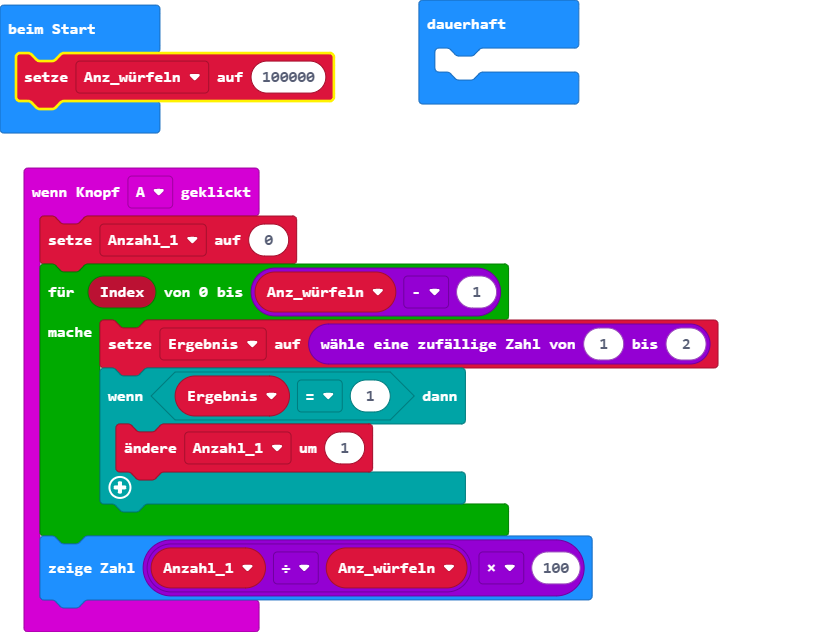 beim Start
setze Anz_würfeln auf 100000
dauerhaft
wenn Knopf A geklickt
setze Anzahl_1 auf 0
für Index von 0 bis Anz_würfeln - 1
mache
setze Ergebnis auf wähle eine zufällige Zahl von 1 bis 2
wenn Ergebnis = 1 dann
ändere Anzahl_1 um 1
zeige Zahl Anzahl_1 ÷ Anz_würfeln × 100